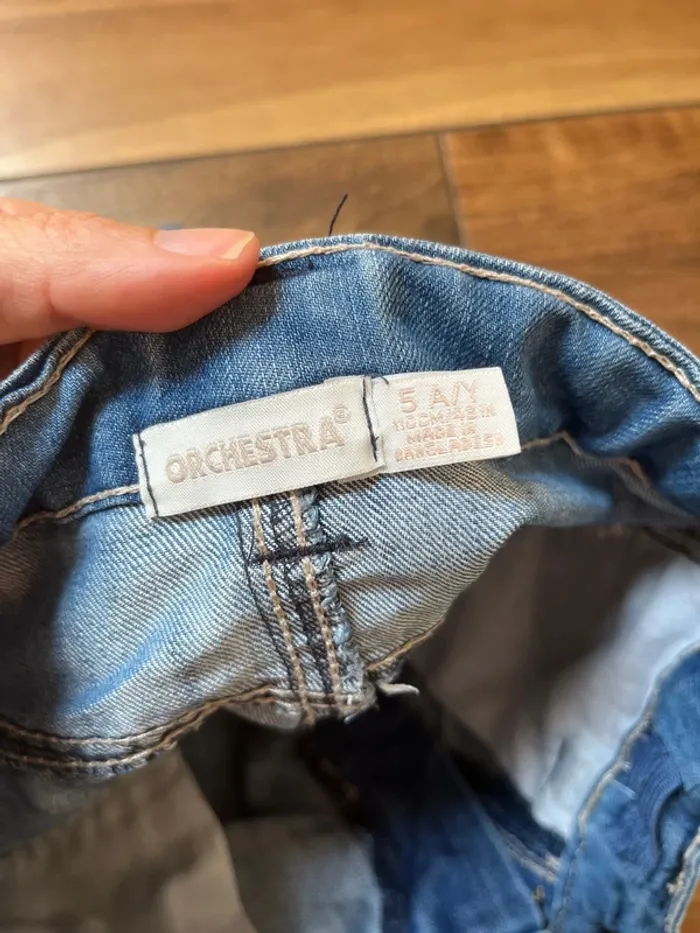 ORCHESTRA®
5 A/Y
110CM/43IN
MADE IN
BANGLADESH